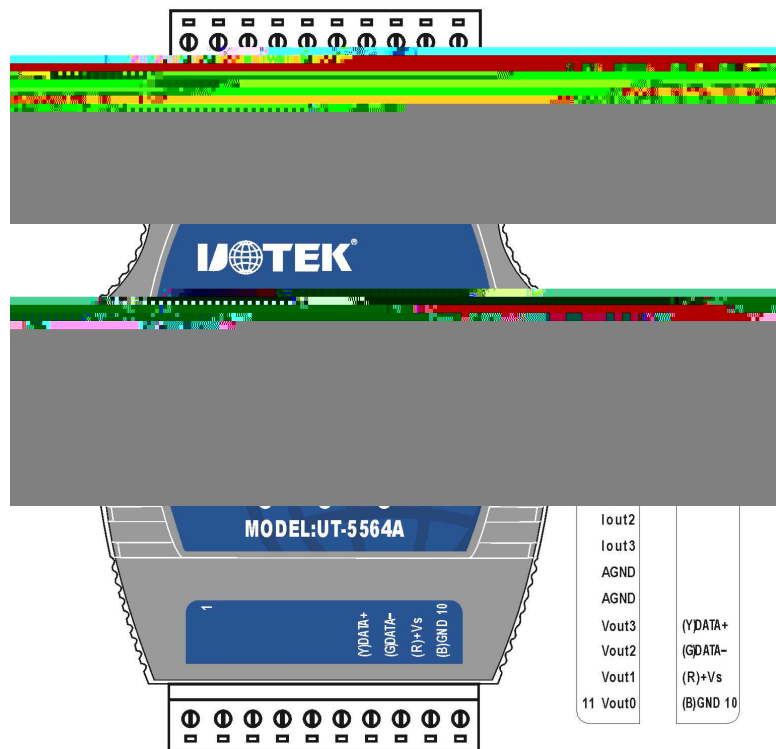 UOTEK®
MODEL:UT-5564A
1
(Y)DATA+
(G)DATA-
(R)+Vs
(B)GND 10
Iout2
Iout3
AGND
AGND
Vout3
Vout2
Vout1
11 Vout0
(Y)DATA+
(G)DATA-
(R)+Vs
(B)GND 10